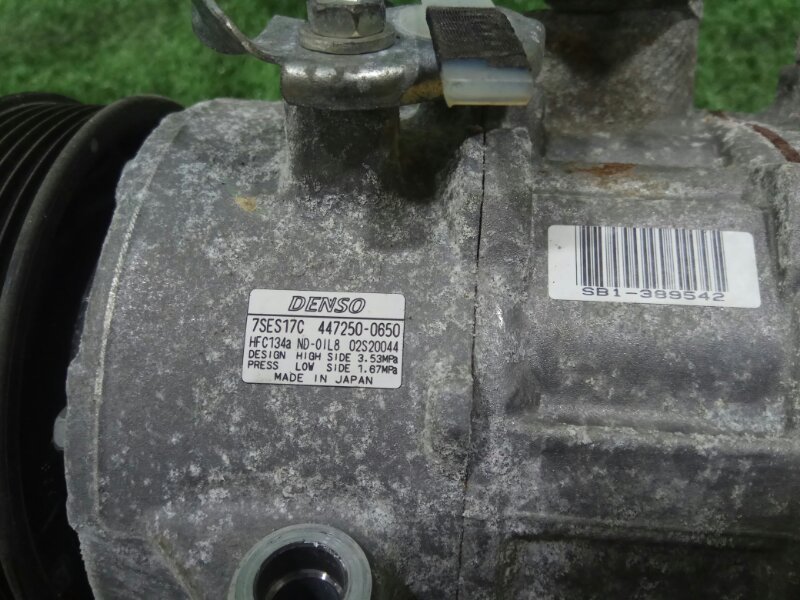 DENSO
7SES17C 447250-0650
HFC134a ND-OIL8 02S20044
DESIGN HIGH SIDE 3.53MPa
PRESS LOW SIDE 1.67MPa
MADE IN JAPAN
SB1-389542